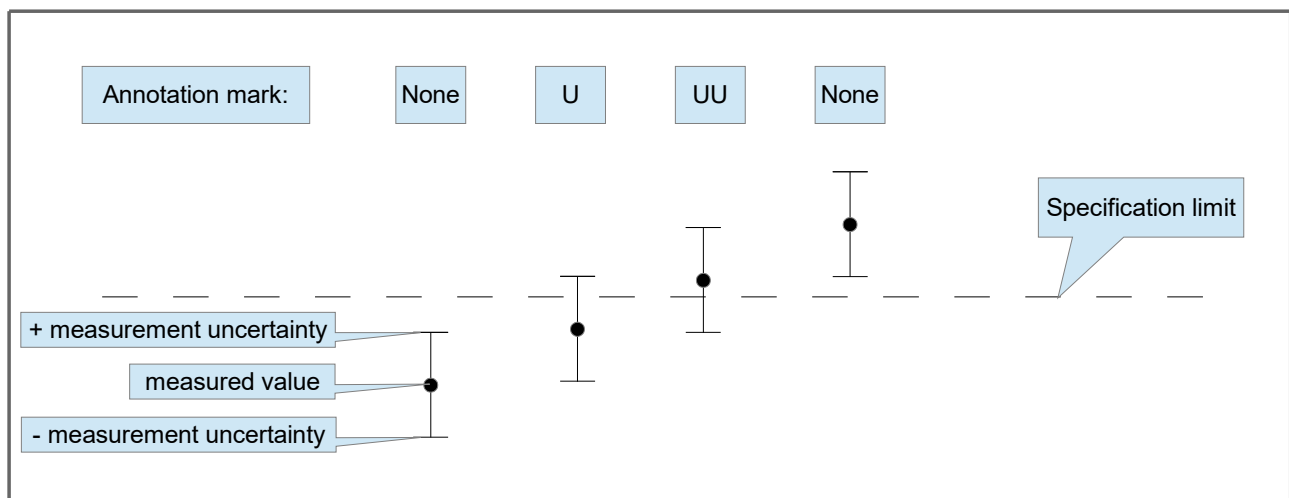 Annotation mark:
None
U
UU
None
Specification limit
+ measurement uncertainty
measured value
- measurement uncertainty